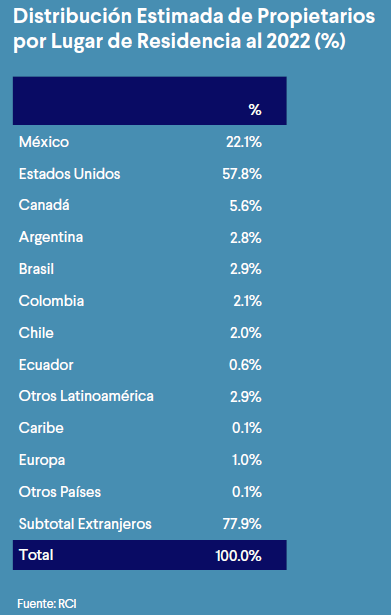 Distribución Estimada de Propietarios
por Lugar de Residencia al 2022 (%)
%
México 22.1%
Estados Unidos 57.8%
Canadá 5.6%
Argentina 2.8%
Brasil 2.9%
Colombia 2.1%
Chile 2.0%
Ecuador 0.6%
Otros Latinoamérica 2.9%
Caribe 0.1%
Europa 1.0%
Otros Países 0.1%
Subtotal Extranjeros 77.9%
Total 100.0%
Fuente: RCI